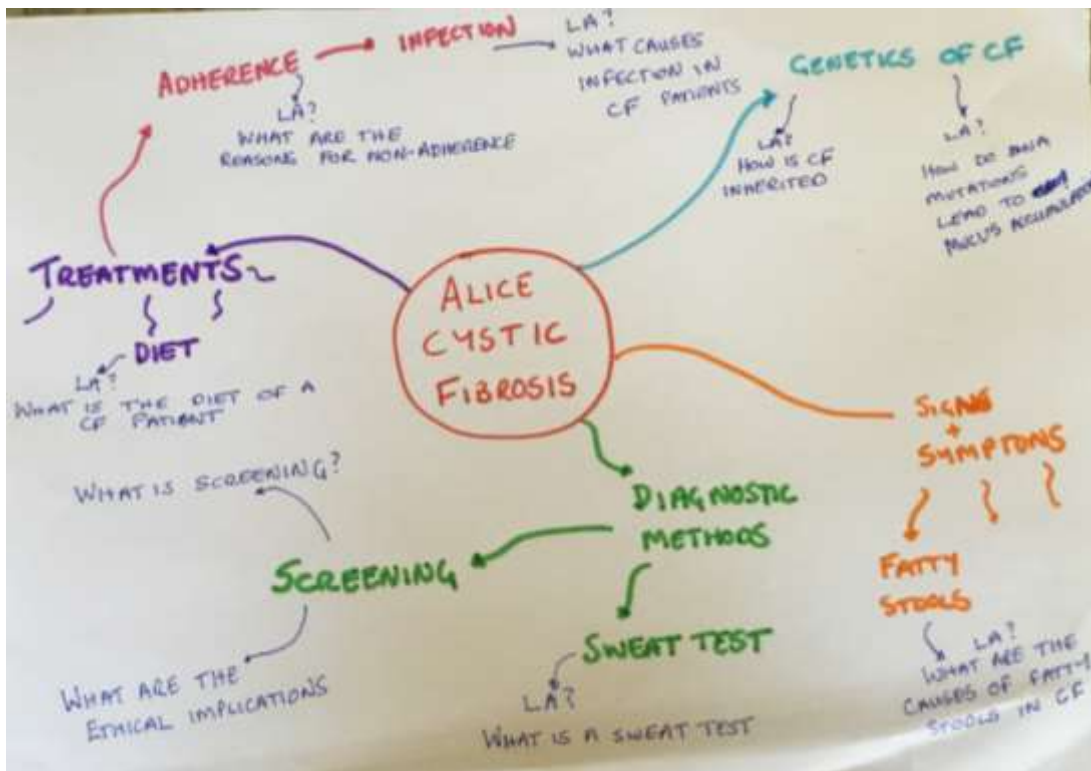 ALICE
CYSTIC
FIBROSIS
ADHERENCE
LA?
WHAT ARE THE
REASONS FOR NON-ADHERENCE
INFECTION
LA?
WHAT CAUSES
INFECTION IN
CF PATIENTS
GENETICS OF CF
LA?
HOW IS CF
INHERITED
LA?
HOW DO DNA
MUTATIONS
LEAD TO
MUCUS
TREATMENTS
DIET
LA?
WHAT IS THE DIET OF A
CF PATIENT
SIGNS
+
SYMPTONS
FATTY
STOOLS
LA?
WHAT ARE THE
CAUSES OF FATTY
STOOLS IN CF
DIAGNOSTIC
METHODS
SCREENING
WHAT IS SCREENING?
WHAT ARE THE
ETHICAL IMPLICATIONS
SWEAT TEST
LA?
WHAT IS A SWEAT TEST